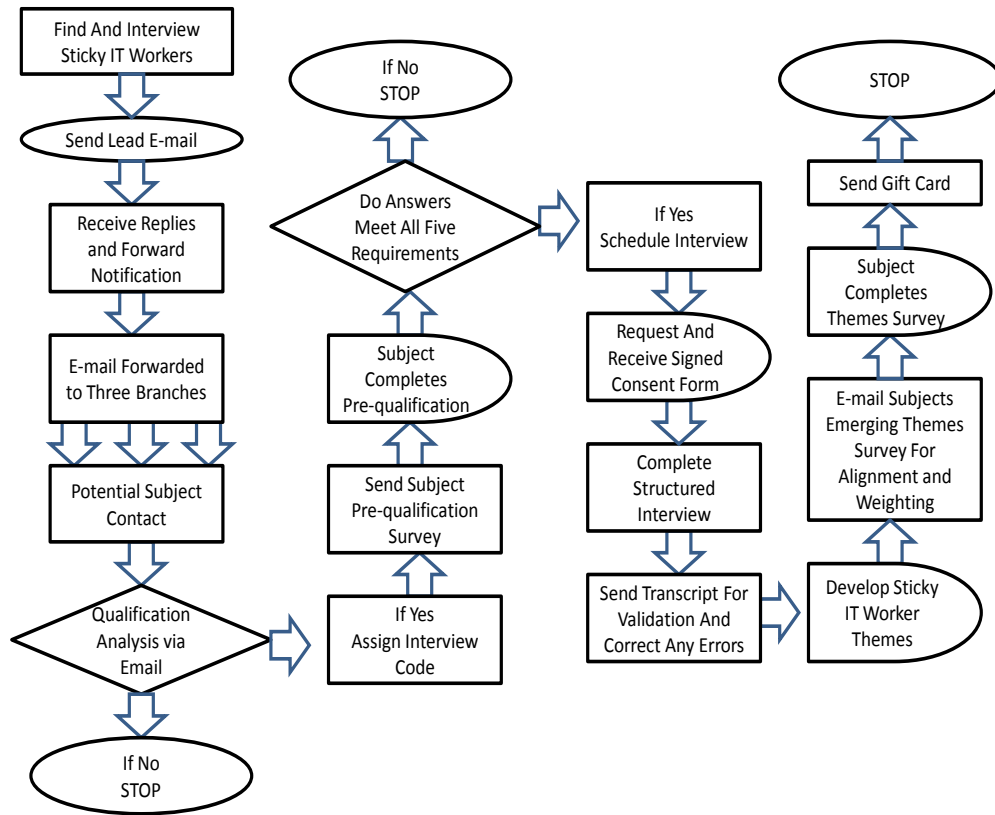 Find And Interview
Sticky IT Workers
Send Lead E-mail
Receive Replies
and Forward
Notification
E-mail Forwarded
to Three Branches
Potential Subject
Contact
Qualification
Analysis via
Email
If No
STOP
If Yes
Assign Interview
Code
Send Subject
Pre-qualification
Survey
Subject
Completes
Pre-qualification
Do Answers
Meet All Five
Requirements
If No
STOP
If Yes
Schedule Interview
Request And
Receive Signed
Consent Form
Complete
Structured
Interview
Send Transcript For
Validation And
Correct Any Errors
Develop Sticky
IT Worker
Themes
E-mail Subjects
Emerging Themes
Survey For
Alignment and
Weighting
Subject
Completes
Themes Survey
Send Gift Card
STOP